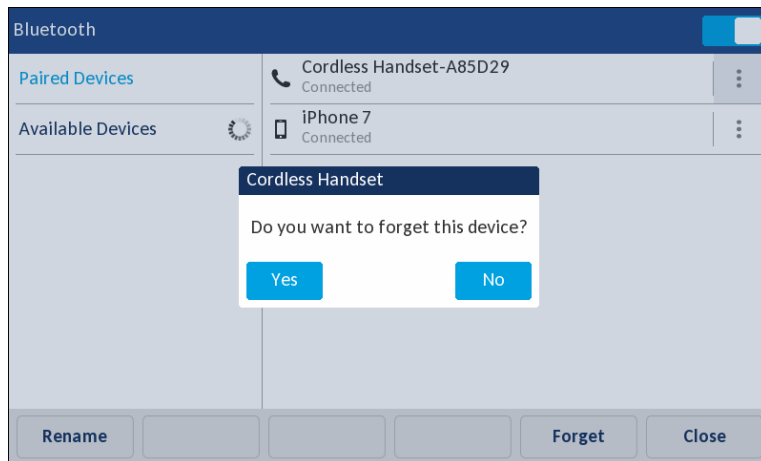 Bluetooth
Paired Devices
Available Devices
Cordless Handset-A85D29
Connected
iPhone 7
Connected
Cordless Handset
Do you want to forget this device?
Yes
No
Rename
Forget
Close